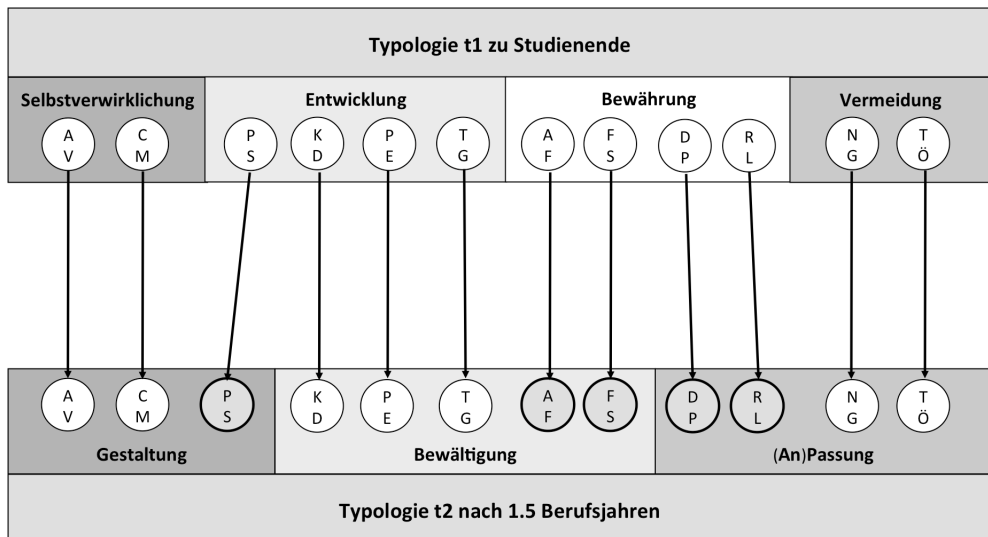 Typologie t1 zu Studienende
Selbstverwirklichung Entwicklung Bewährung Vermeidung
A C P K P T A F D R N T
V M S D E G F S P L G Ö
A C P K P T A F D R N T
V M S D E G F S P L G Ö
Gestaltung Bewältigung (An)Passung
Typologie t2 nach 1.5 Berufsjahren